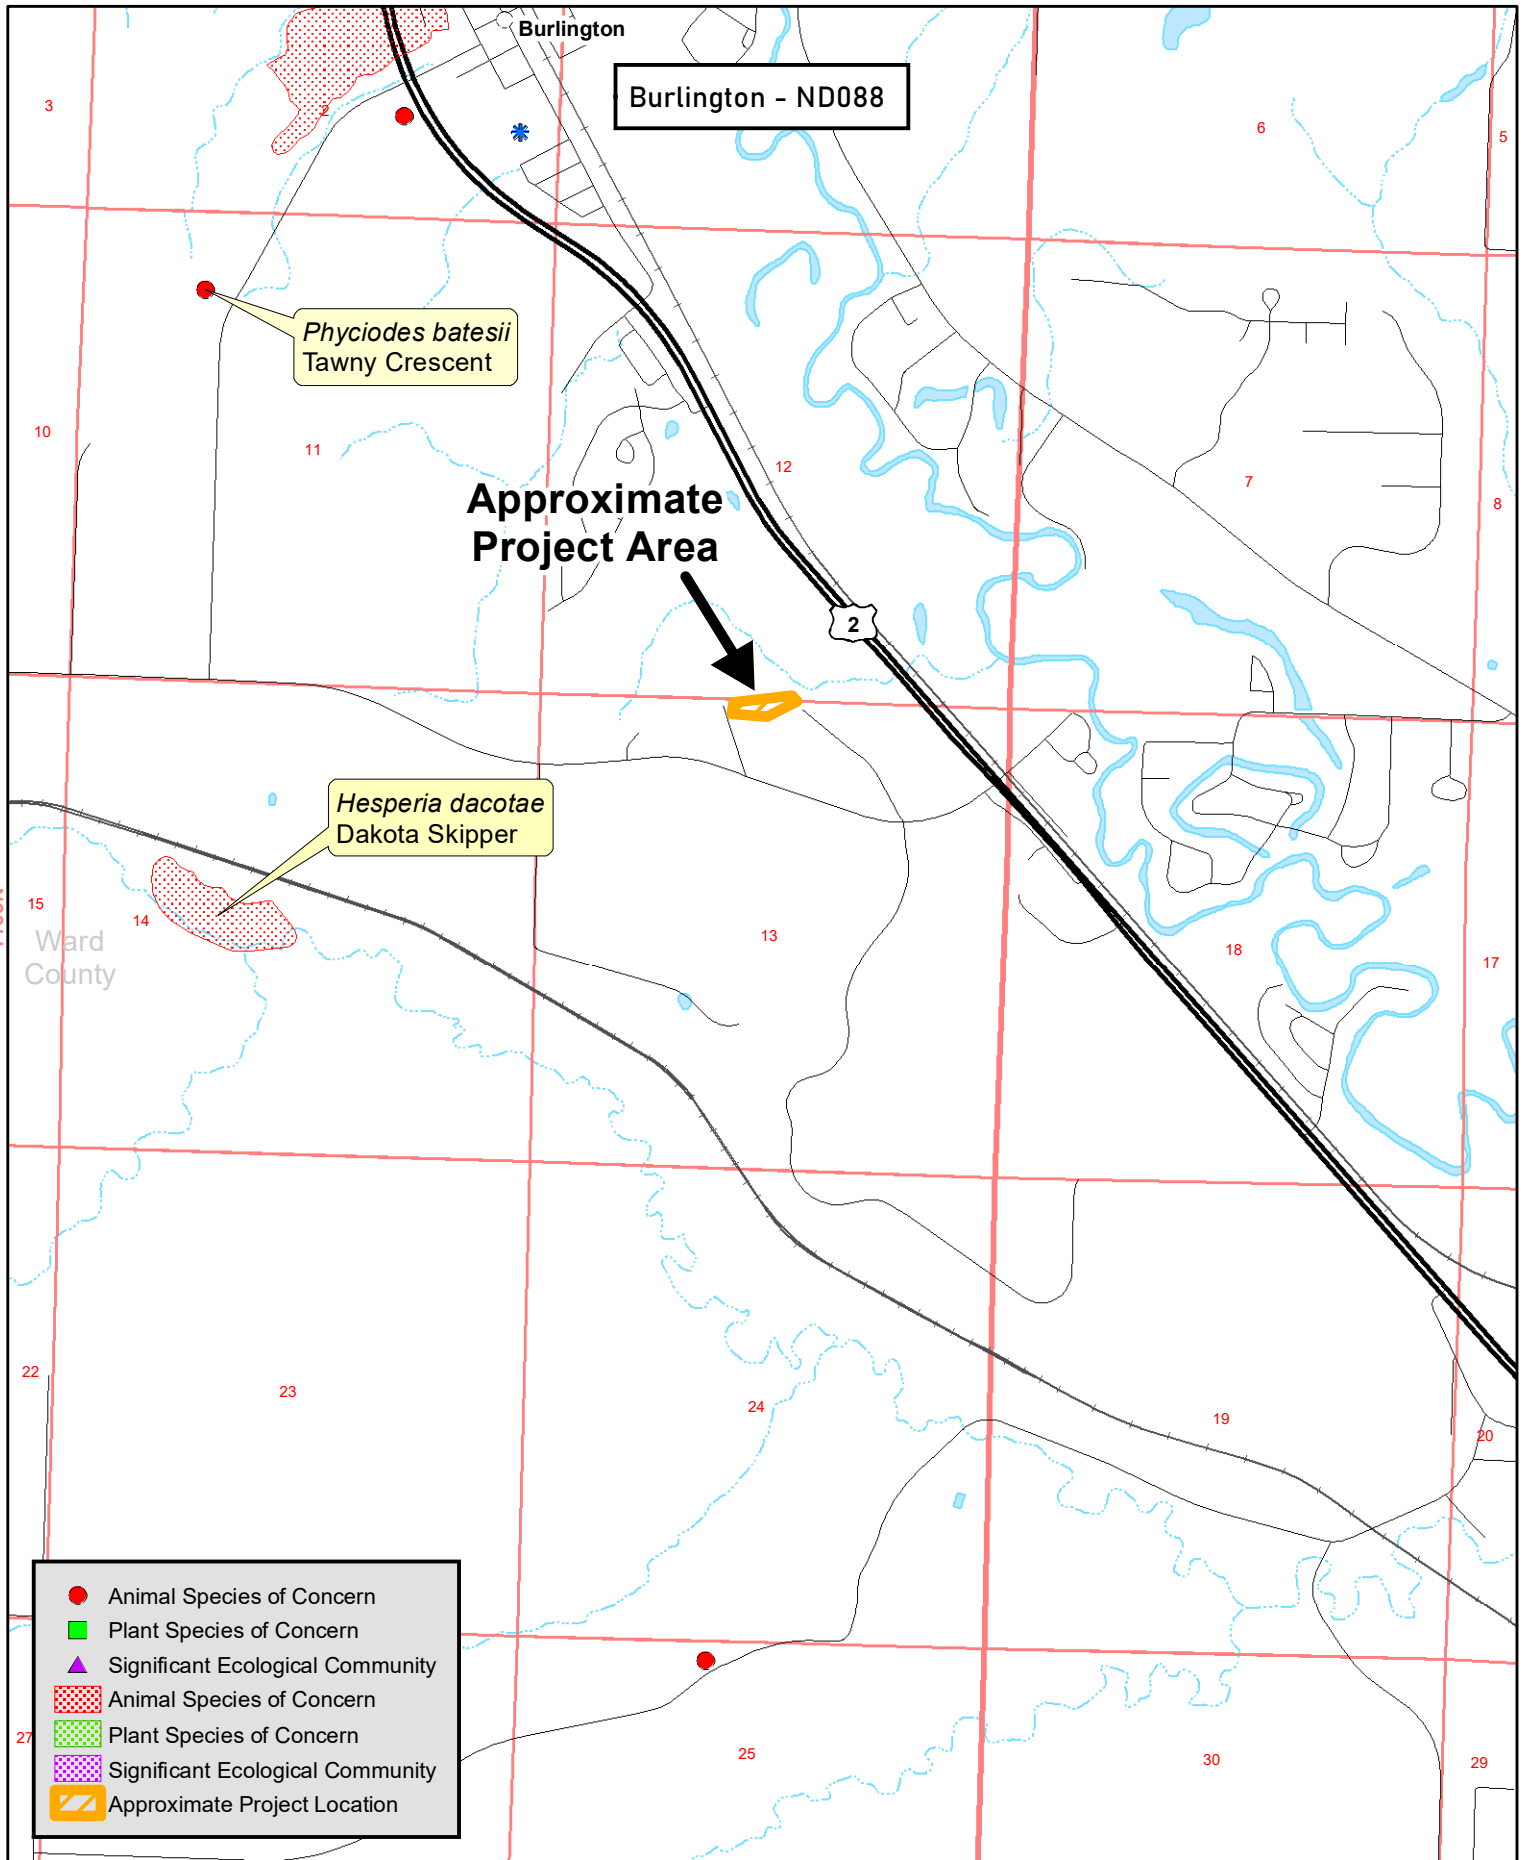 Burlington
Burlington - ND088
3
2
6
5
Phyciodes batesii
Tawny Crescent
10
11
12
7
8
Approximate
Project Area
2
Hesperia dacotae
Dakota Skipper
15
14
13
18
17
Ward
County
22
23
24
19
20
Animal Species of Concern
Plant Species of Concern
Significant Ecological Community
Animal Species of Concern
Plant Species of Concern
Significant Ecological Community
Approximate Project Location
27
25
30
29